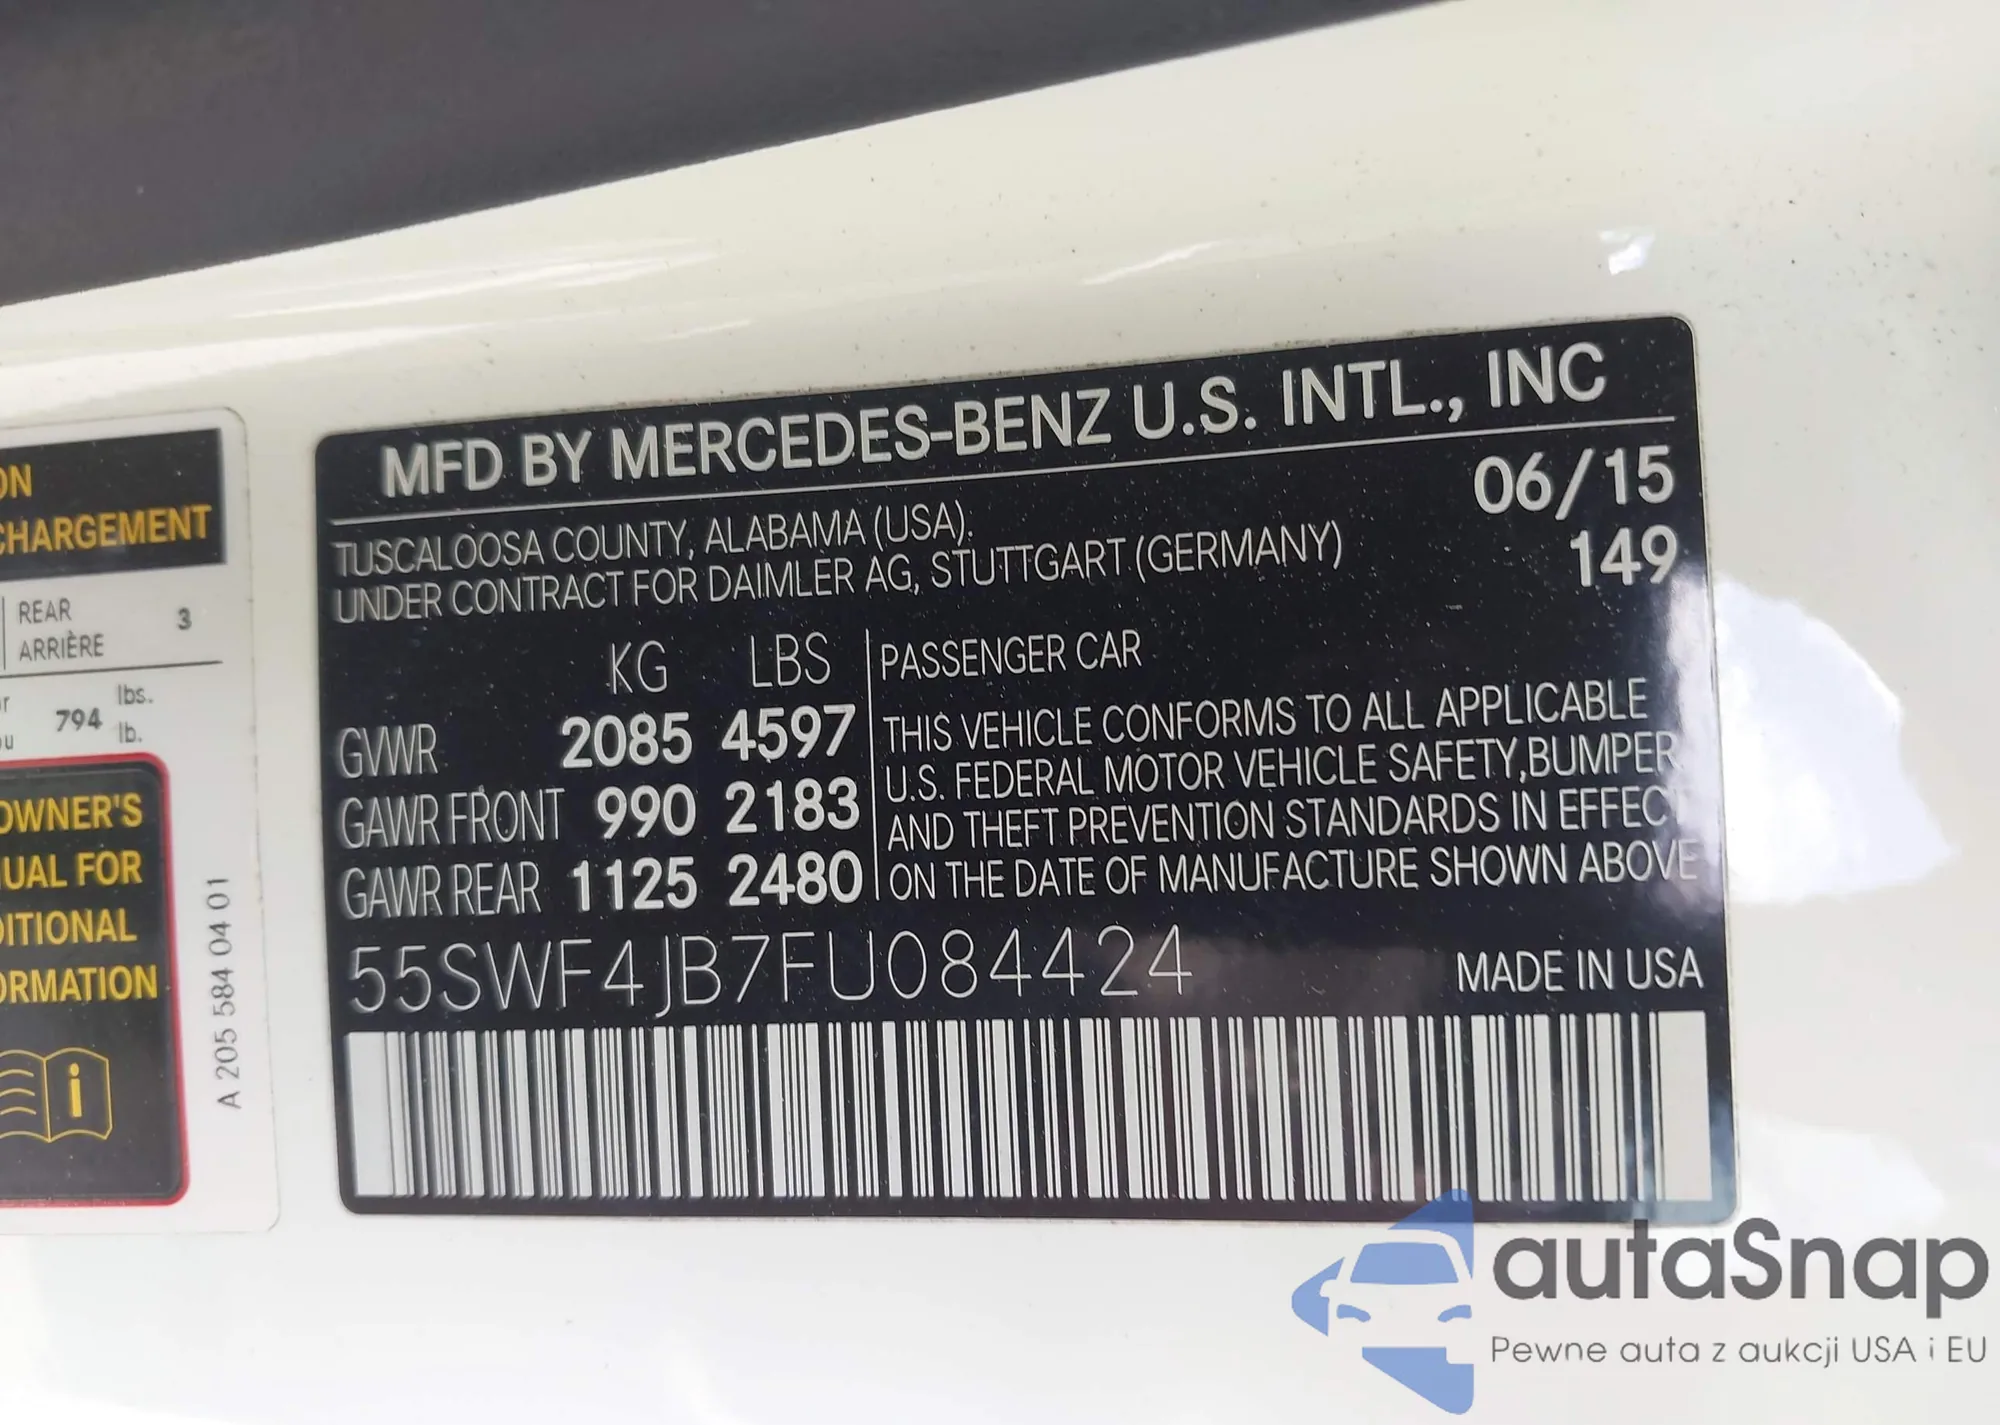 ON
CHARGEMENT
REAR
ARRIÈRE
3
794
lbs.
lb.
OWNER'S
UAL FOR
DITIONAL
ORMATION
i
A 205 584 04 01
MFD BY MERCEDES-BENZ U.S. INTL., INC
TUSCALOOSA COUNTY, ALABAMA (USA).
UNDER CONTRACT FOR DAIMLER AG, STUTTGART (GERMANY)
06/15
149
KG LBS
GVWR 2085 4597
GAWR FRONT 990 2183
GAWR REAR 1125 2480
PASSENGER CAR
THIS VEHICLE CONFORMS TO ALL APPLICABLE
U.S. FEDERAL MOTOR VEHICLE SAFETY,BUMPER
AND THEFT PREVENTION STANDARDS IN EFFECT
ON THE DATE OF MANUFACTURE SHOWN ABOVE
55SWF4JB7FU084424
MADE IN USA
autaSnap
Pewne auta z aukcji USA i EU